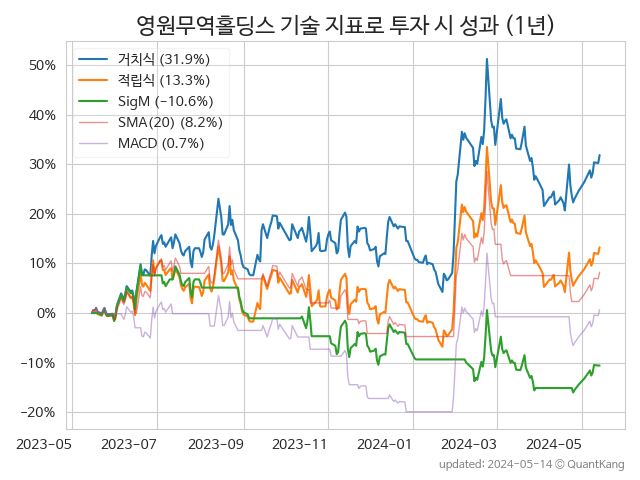 영원무역홀딩스 기술 지표로 투자 시 성과 (1년)
거치식 (31.9%)
적립식 (13.3%)
SigM (−10.6%)
SMA(20) (8.2%)
MACD (0.7%)
50%
40%
30%
20%
10%
0%
−10%
−20%
2023-05 2023-07 2023-09 2023-11 2024-01 2024-03 2024-05
updated: 2024-05-14 ⓒ QuantKang